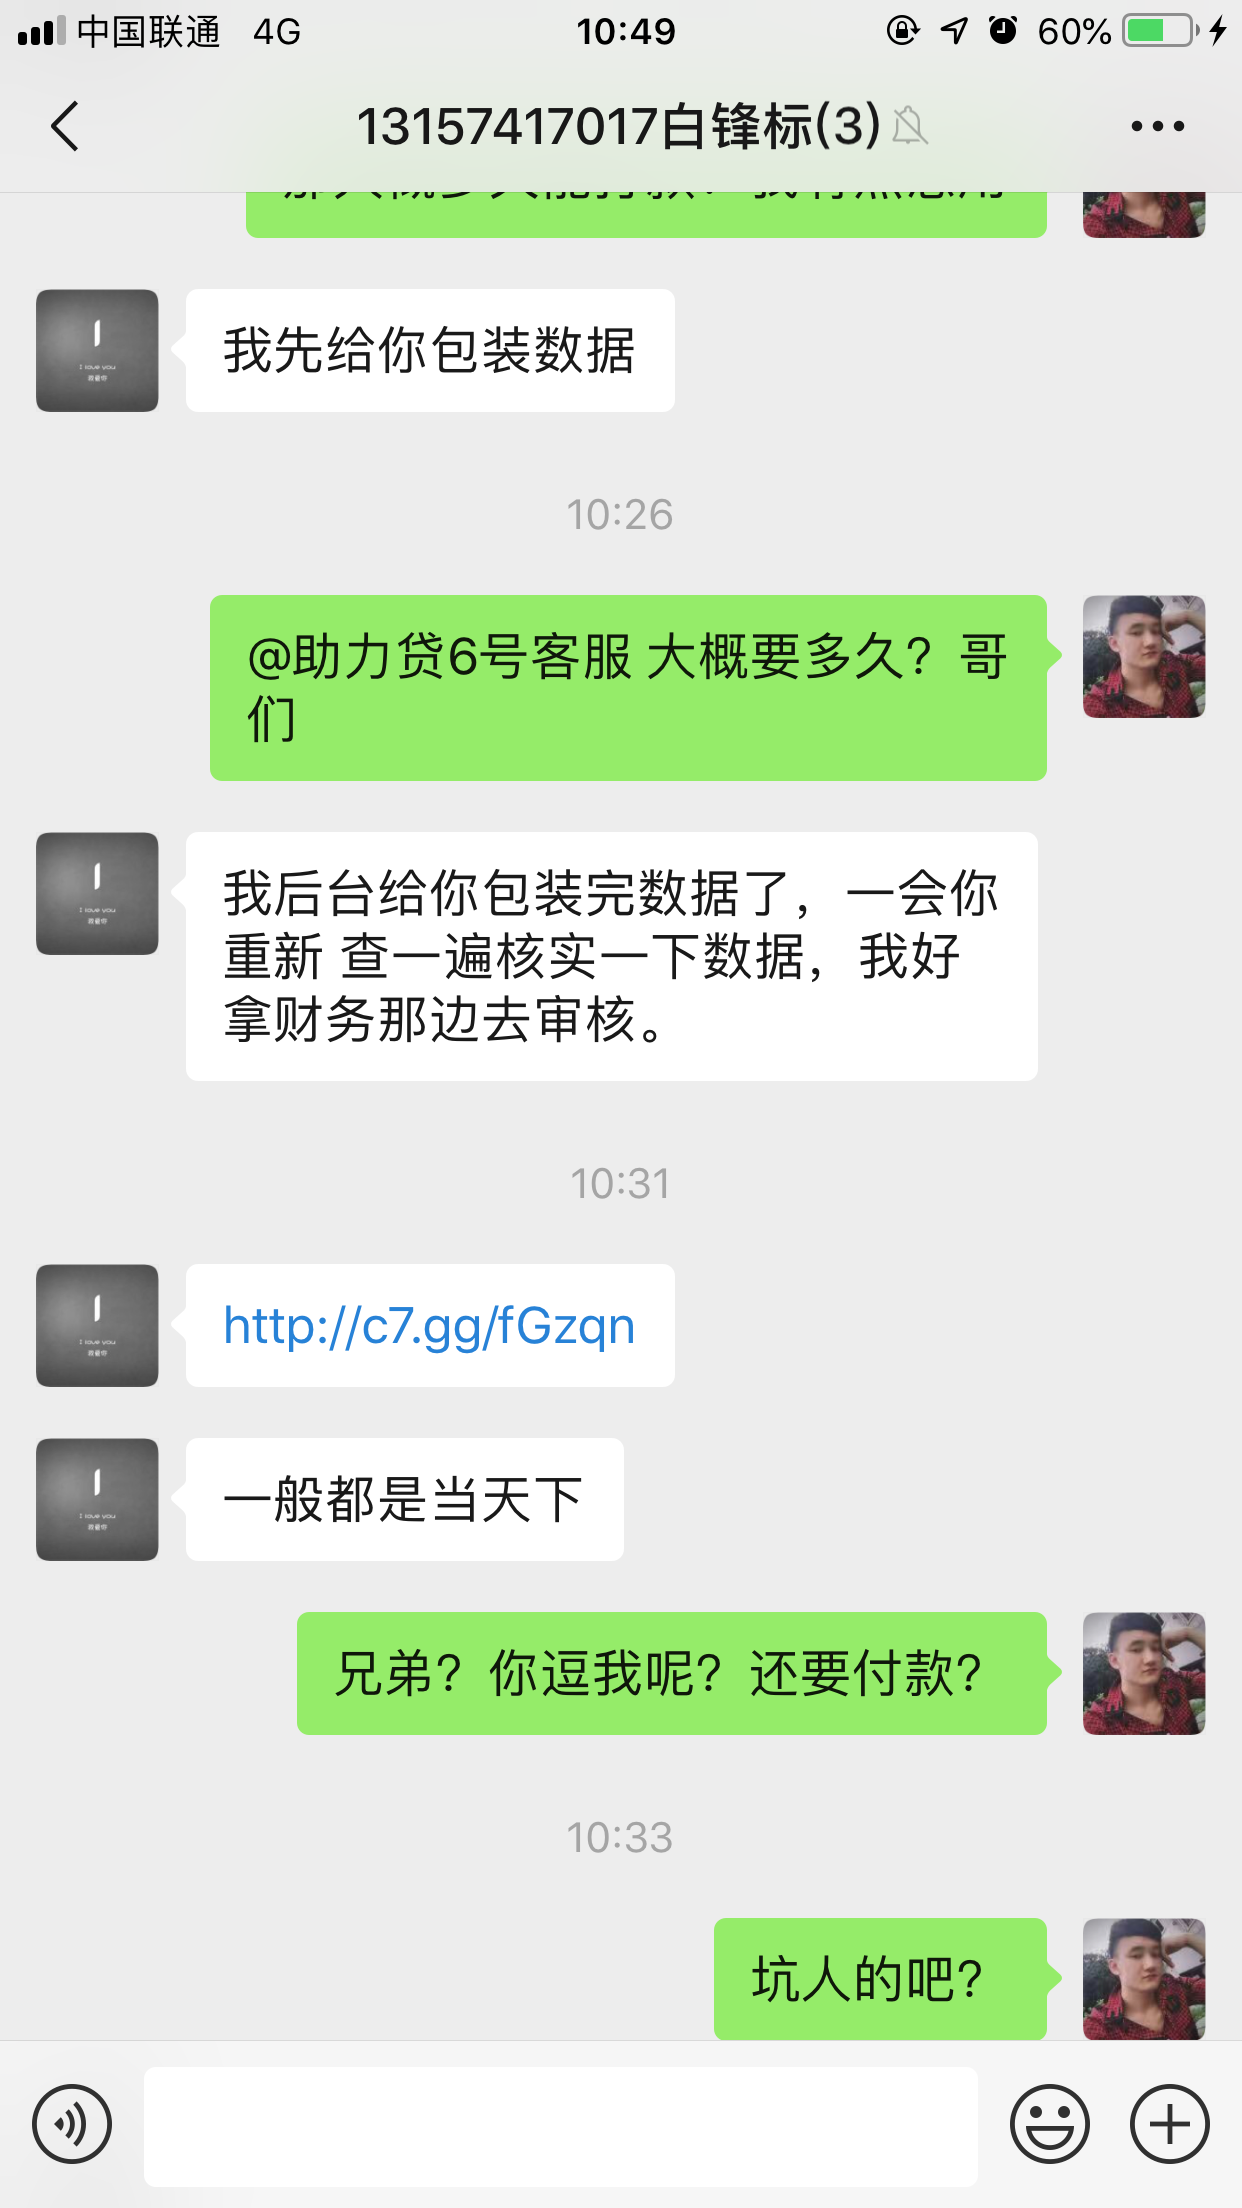 中国联通 4G 10:49 60%
13157417017白锋标(3)
我先给你包装数据
10:26
@助力贷6号客服 大概要多久？哥
们
我后台给你包装完数据了，一会你
重新 查一遍核实一下数据，我好
拿财务那边去审核。
10:31
http://c7.gg/fGzqn
一般都是当天下
兄弟？你逗我呢？还要付款？
10:33
坑人的吧？